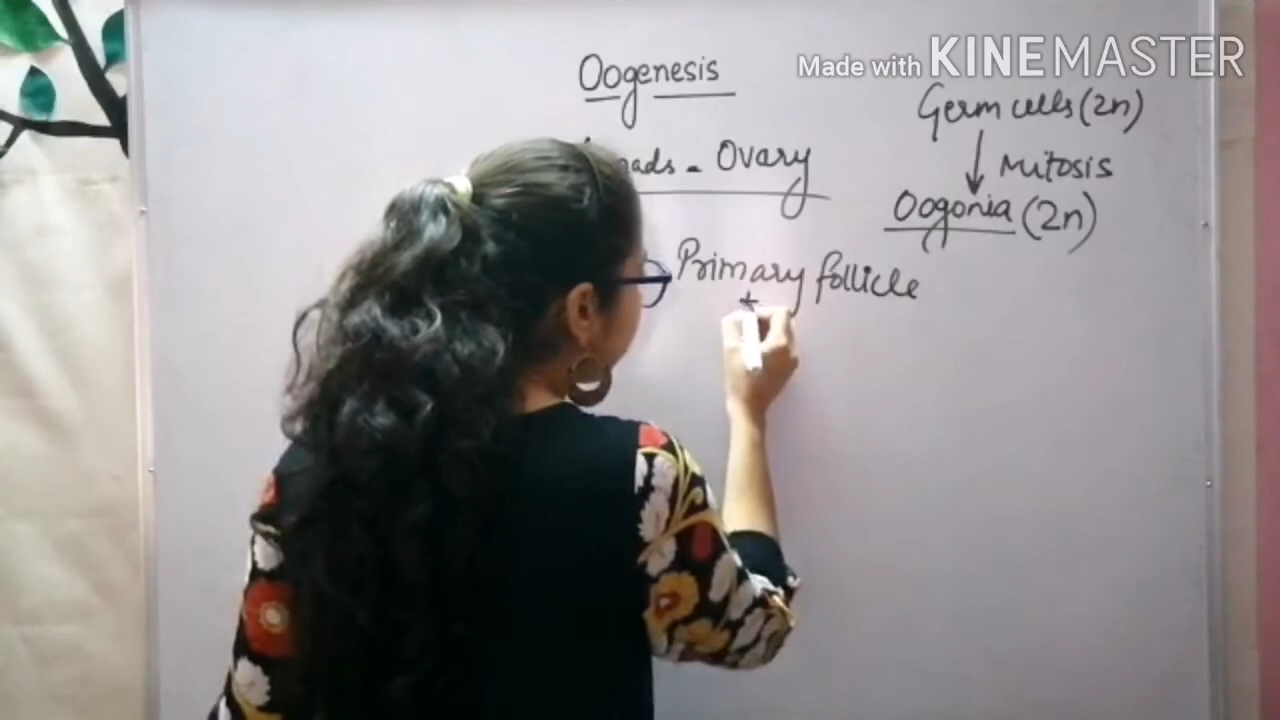 Made with KINEMASTER
Oogenesis
Germ cells (2n)
- Ovary
Mitosis
Oogonia (2n)
Primary follicle